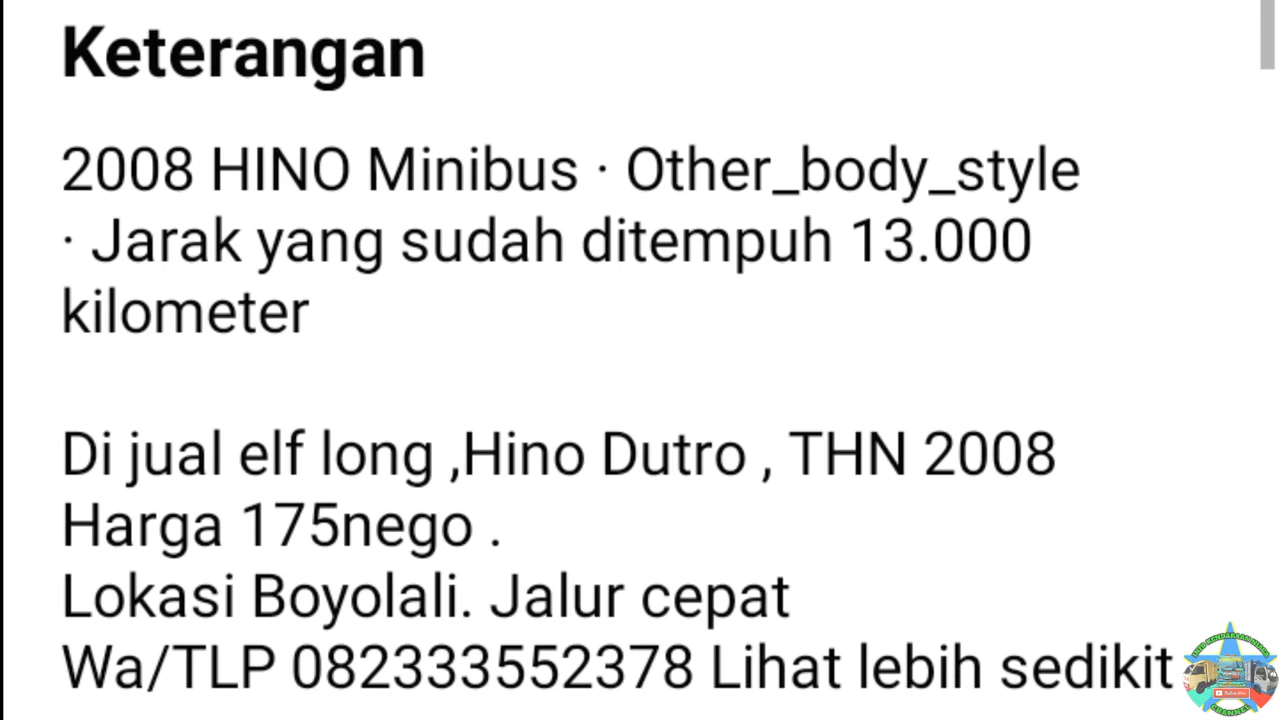 Keterangan
2008 HINO Minibus · Other_body_style
· Jarak yang sudah ditempuh 13.000
kilometer
Di jual elf long ,Hino Dutro , THN 2008
Harga 175nego .
Lokasi Boyolali. Jalur cepat
Wa/TLP 082333552378 Lihat lebih sedikit
CHANNEL